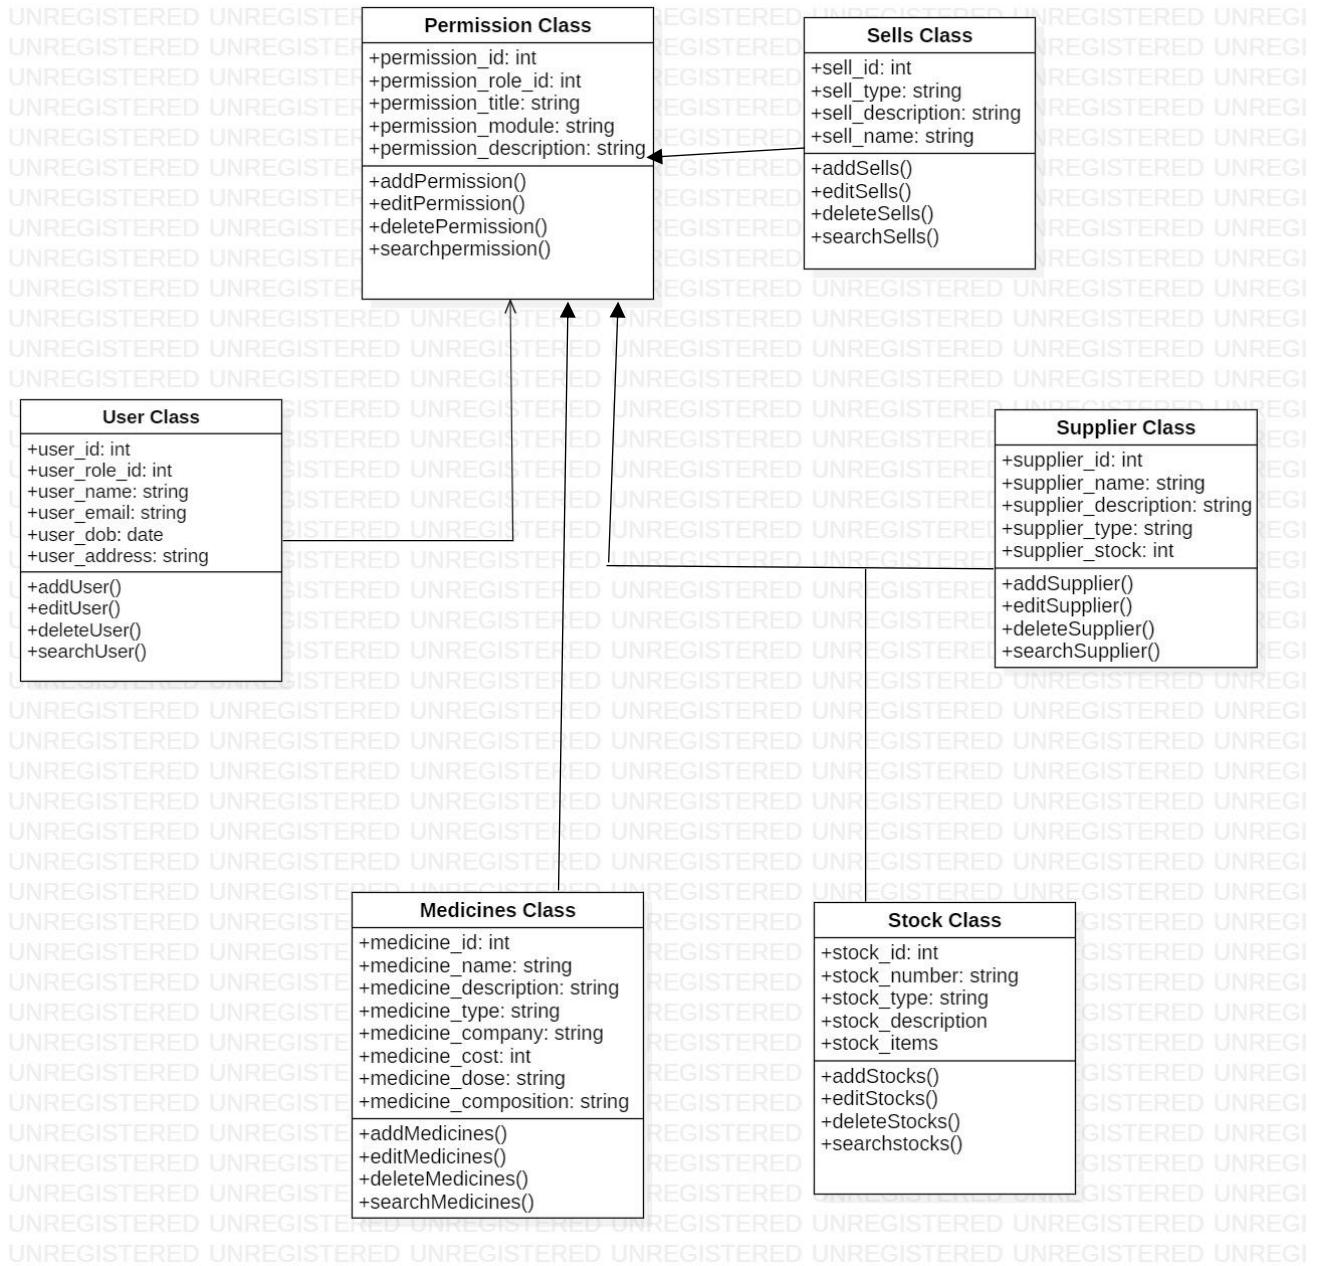 Permission Class
+permission_id: int
+permission_role_id: int
+permission_title: string
+permission_module: string
+permission_description: string
+addPermission()
+editPermission()
+deletePermission()
+searchpermission()
Sells Class
+sell_id: int
+sell_type: string
+sell_description: string
+sell_name: string
+addSells()
+editSells()
+deleteSells()
+searchSells()
User Class
+user_id: int
+user_role_id: int
+user_name: string
+user_email: string
+user_dob: date
+user_address: string
+addUser()
+editUser()
+deleteUser()
+searchUser()
Supplier Class
+supplier_id: int
+supplier_name: string
+supplier_description: string
+supplier_type: string
+supplier_stock: int
+addSupplier()
+editSupplier()
+deleteSupplier()
+searchSupplier()
Medicines Class
+medicine_id: int
+medicine_name: string
+medicine_description: string
+medicine_type: string
+medicine_company: string
+medicine_cost: int
+medicine_dose: string
+medicine_composition: string
+addMedicines()
+editMedicines()
+deleteMedicines()
+searchMedicines()
Stock Class
+stock_id: int
+stock_number: string
+stock_type: string
+stock_description
+stock_items
+addStocks()
+editStocks()
+deleteStocks()
+searchstocks()
UNREGISTERED